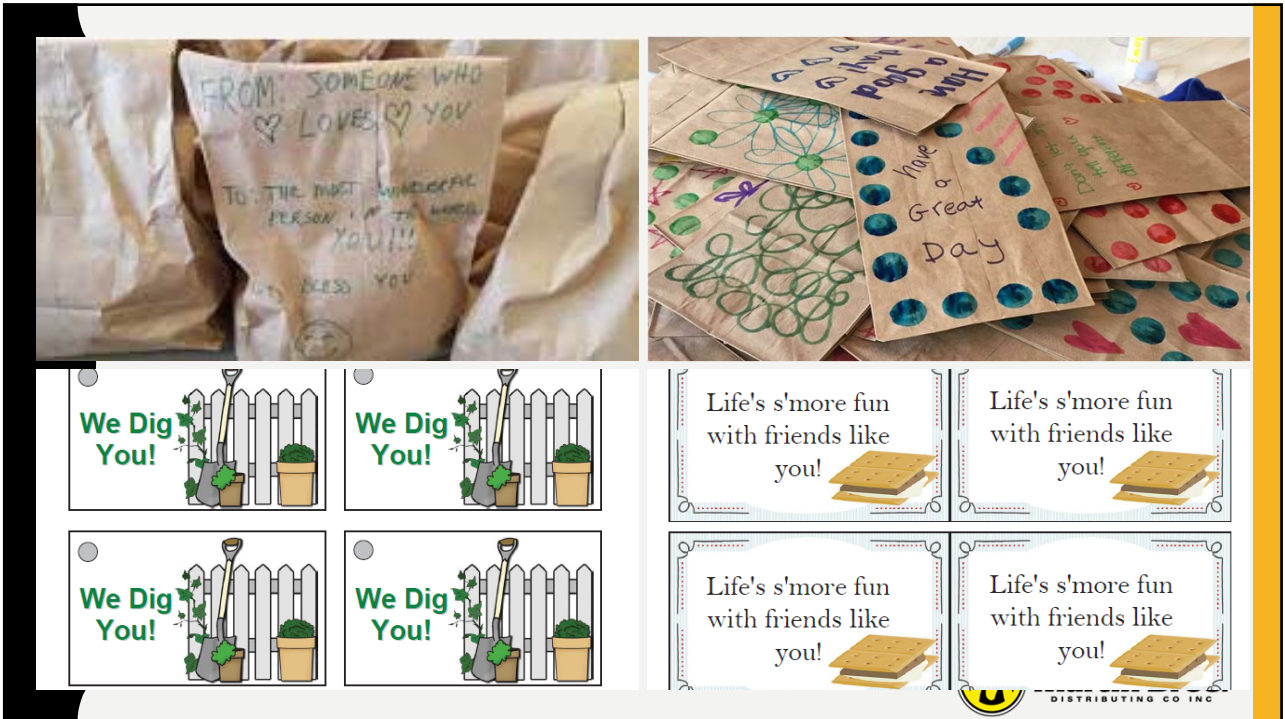 FROM: SOMEONE WHO
LOVES YOU
TO: THE MOST WONDERFUL
PERSON IN
YOU!!!
BLESS YOU
Have
a good
Day!
have
a
Great
Day
We Dig
You!
We Dig
You!
We Dig
You!
We Dig
You!
Life's s'more fun
with friends like
you!
Life's s'more fun
with friends like
you!
Life's s'more fun
with friends like
you!
Life's s'more fun
with friends like
you!
DISTRIBUTING CO INC